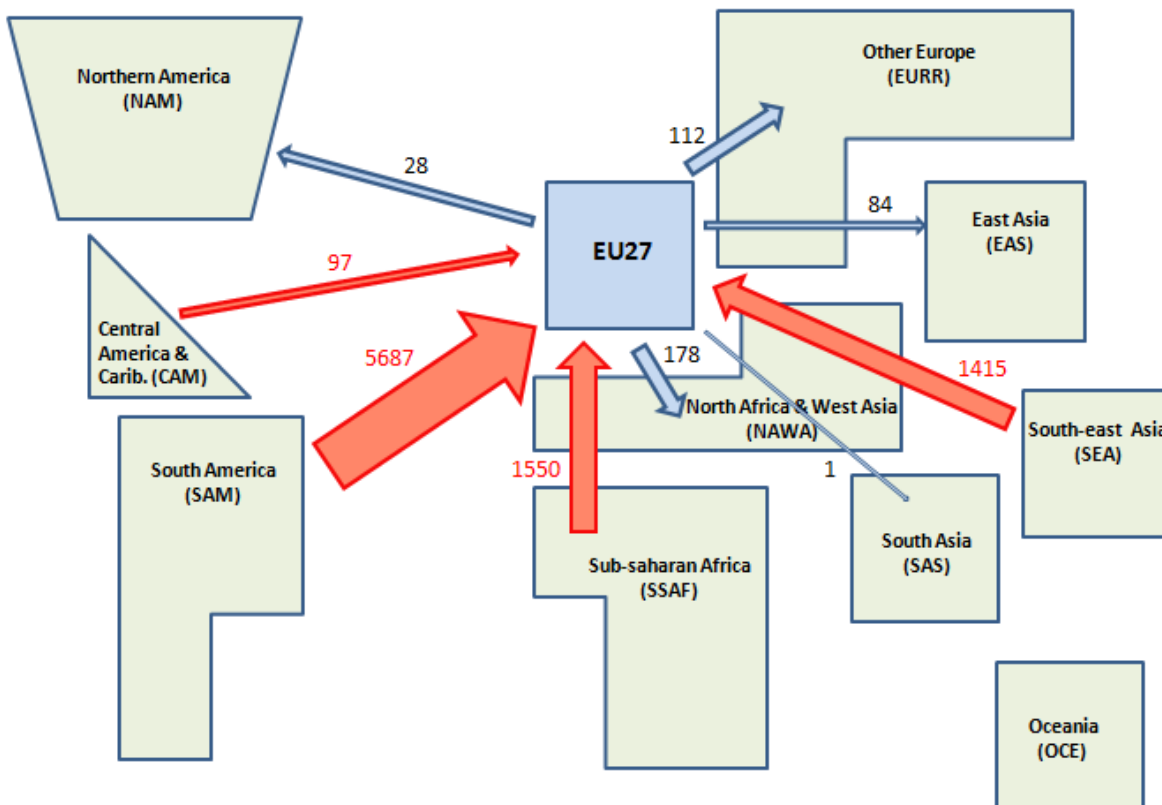 Northern America
(NAM)
Other Europe
(EURR)
112
28
84
East Asia
(EAS)
EU27
97
Central
America &
Carib. (CAM)
5687
178
1415
North Africa & West Asia
(NAWA)
South-east Asia
(SEA)
South America
(SAM)
1550
1
Sub-saharan Africa
(SSAF)
South Asia
(SAS)
Oceania
(OCE)